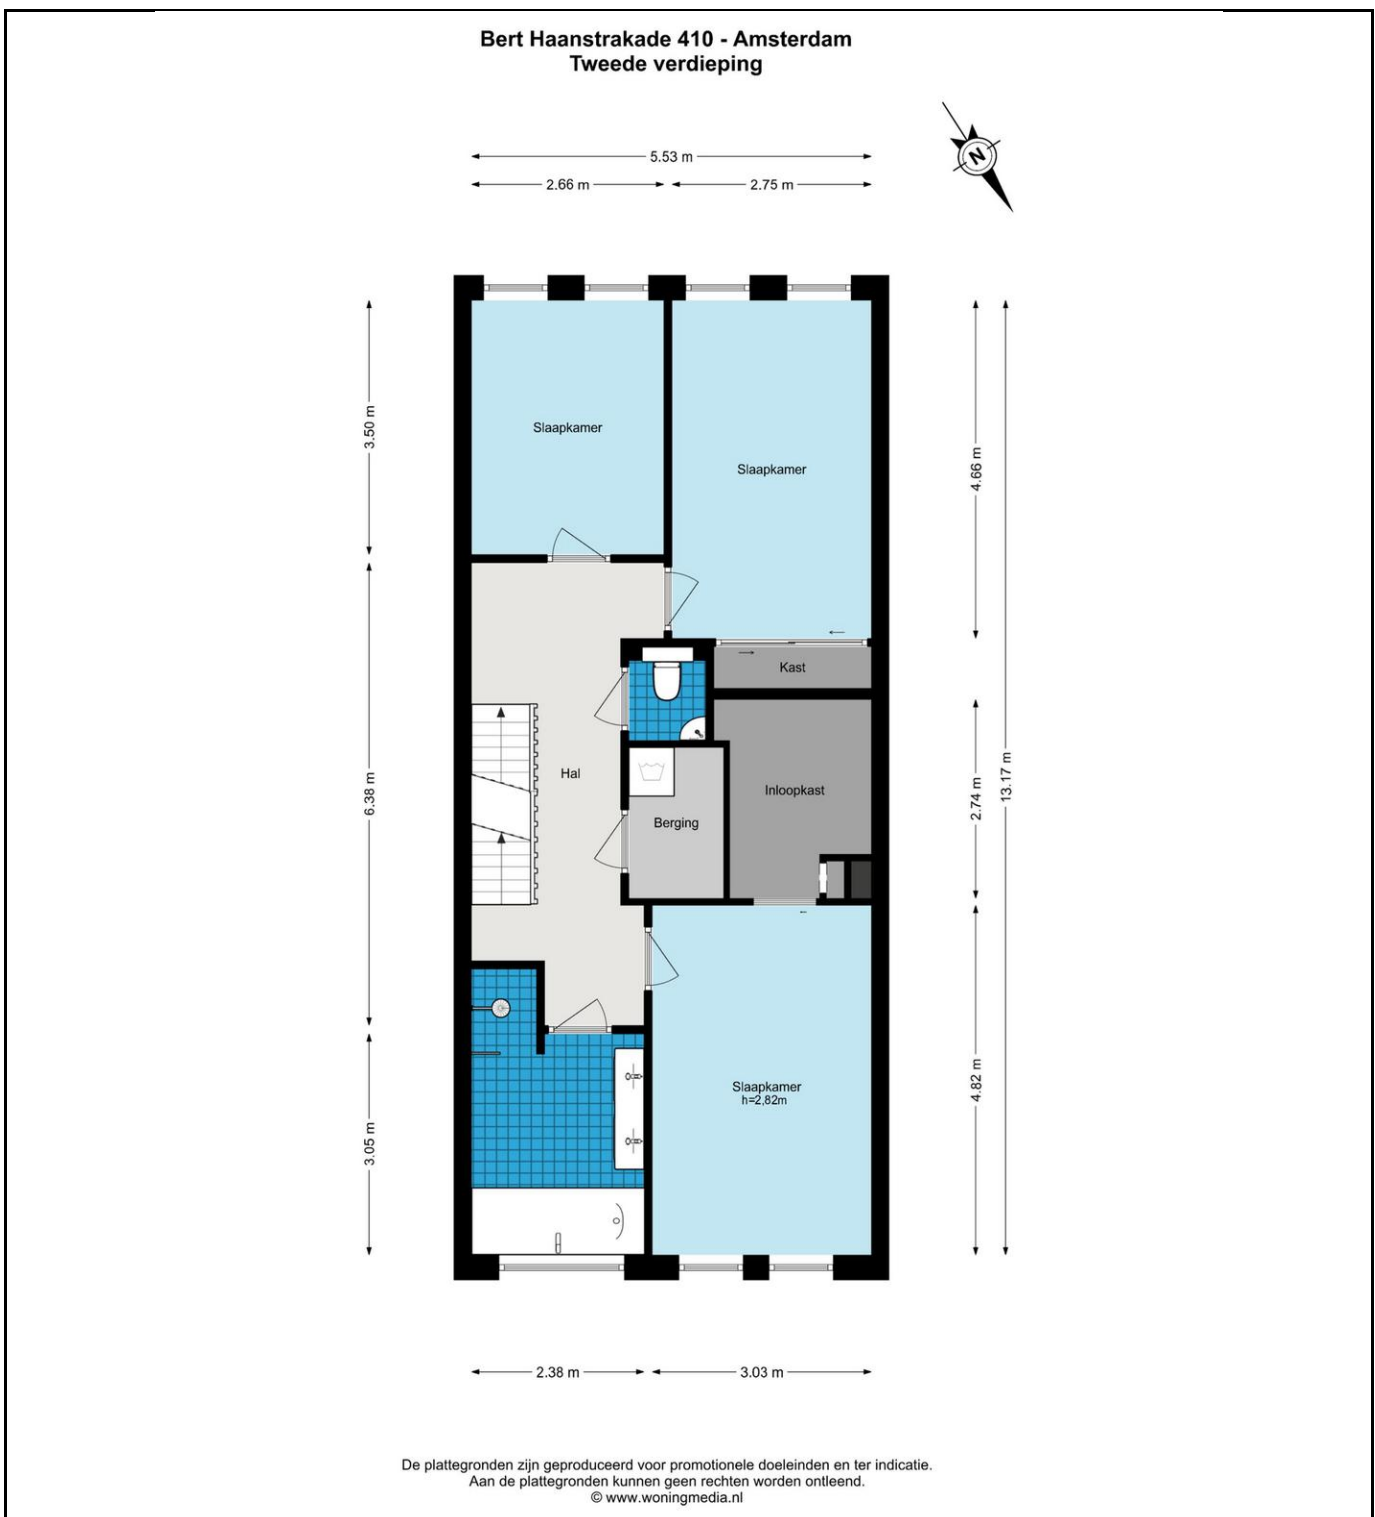 Bert Haanstrakade 410 - Amsterdam
Tweede verdieping
N
5.53 m
2.66 m
2.75 m
3.50 m
Slaapkamer
Slaapkamer
4.66 m
Kast
6.38 m
Hal
Inloopkast
2.74 m
13.17 m
Berging
Slaapkamer
h=2,82m
4.82 m
3.05 m
2.38 m
3.03 m
De plattegronden zijn geproduceerd voor promotionele doeleinden en ter indicatie.
Aan de plattegronden kunnen geen rechten worden ontleend.
© www.woningmedia.nl